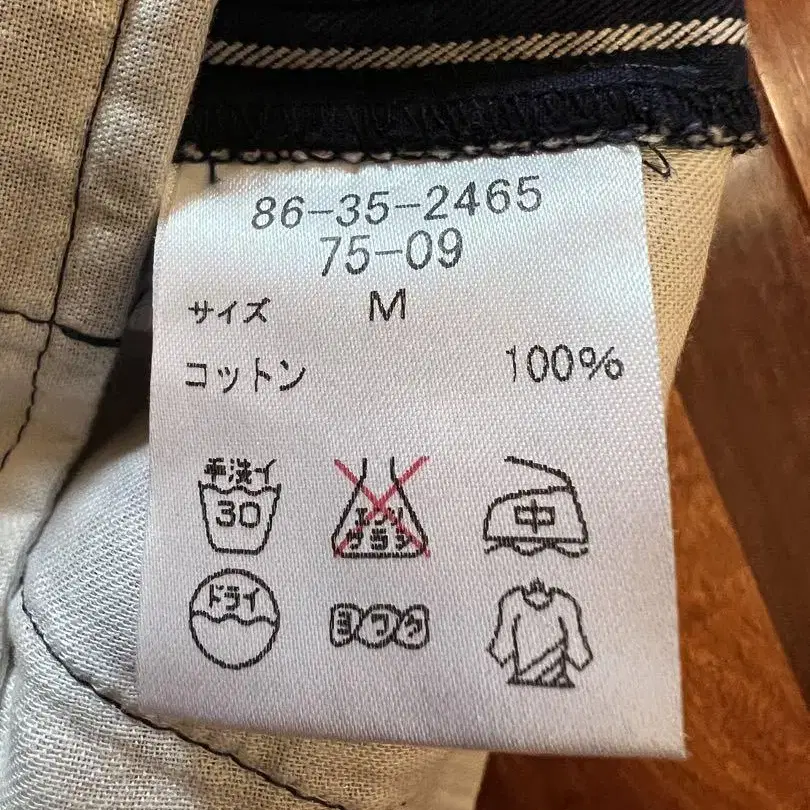 86-35-2465
75-09
サイズ M
コットン 100%
手洗イ 30
エンソ サラシ
中
ドライ
ヨワク